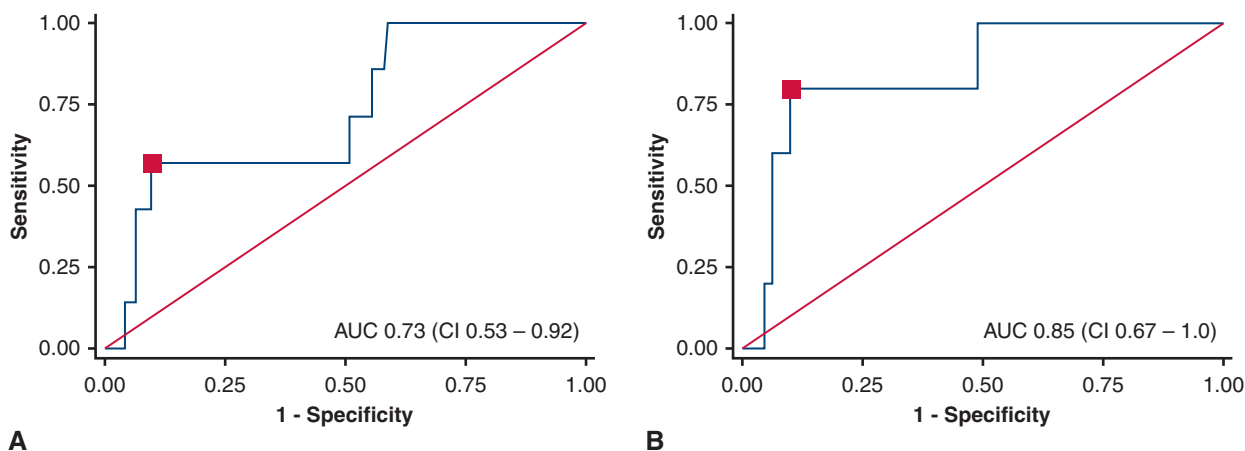 1.00
0.75
0.50
0.25
0.00
Sensitivity
AUC 0.73 (CI 0.53 – 0.92)
0.00 0.25 0.50 0.75 1.00
1 - Specificity
A
1.00
0.75
0.50
0.25
0.00
Sensitivity
AUC 0.85 (CI 0.67 – 1.0)
0.00 0.25 0.50 0.75 1.00
1 - Specificity
B